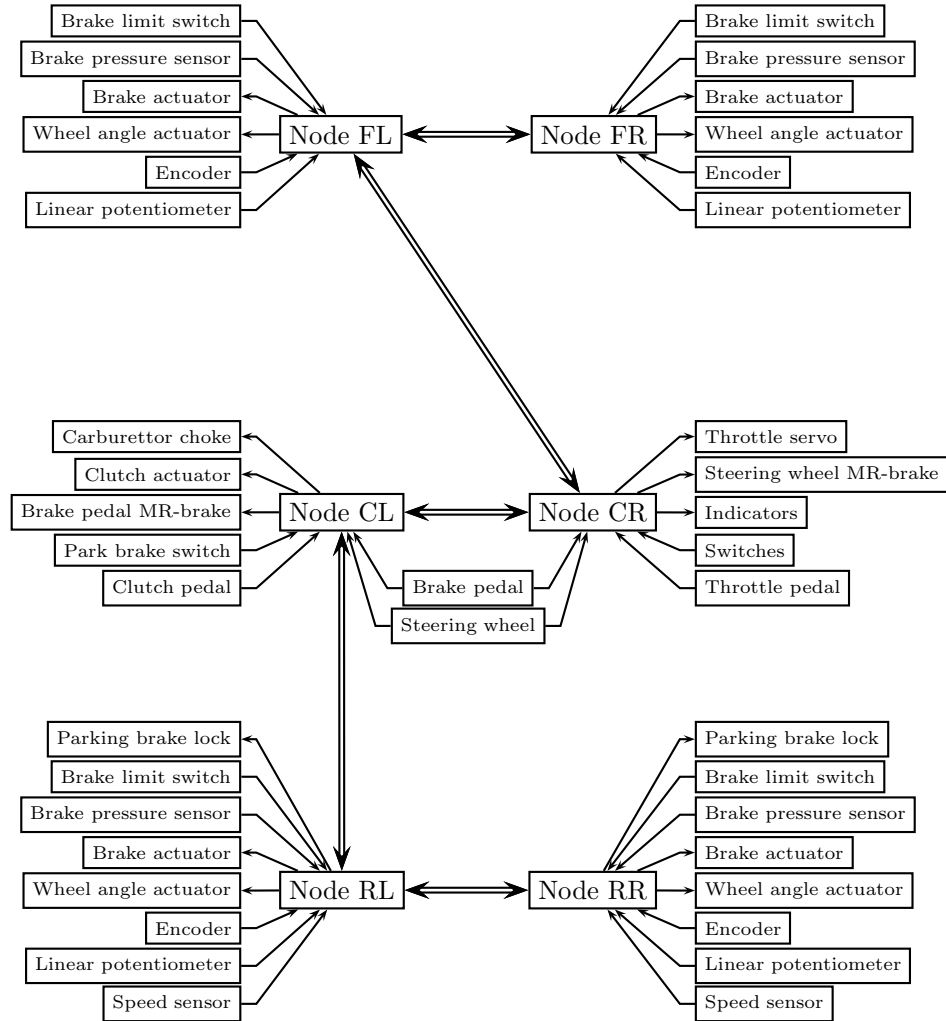 Brake limit switch
Brake pressure sensor
Brake actuator
Wheel angle actuator
Encoder
Linear potentiometer
Node FL
Node FR
Brake limit switch
Brake pressure sensor
Brake actuator
Wheel angle actuator
Encoder
Linear potentiometer
Carburettor choke
Clutch actuator
Brake pedal MR-brake
Park brake switch
Clutch pedal
Node CL
Node CR
Brake pedal
Steering wheel
Throttle servo
Steering wheel MR-brake
Indicators
Switches
Throttle pedal
Parking brake lock
Brake limit switch
Brake pressure sensor
Brake actuator
Wheel angle actuator
Encoder
Linear potentiometer
Speed sensor
Node RL
Node RR
Parking brake lock
Brake limit switch
Brake pressure sensor
Brake actuator
Wheel angle actuator
Encoder
Linear potentiometer
Speed sensor